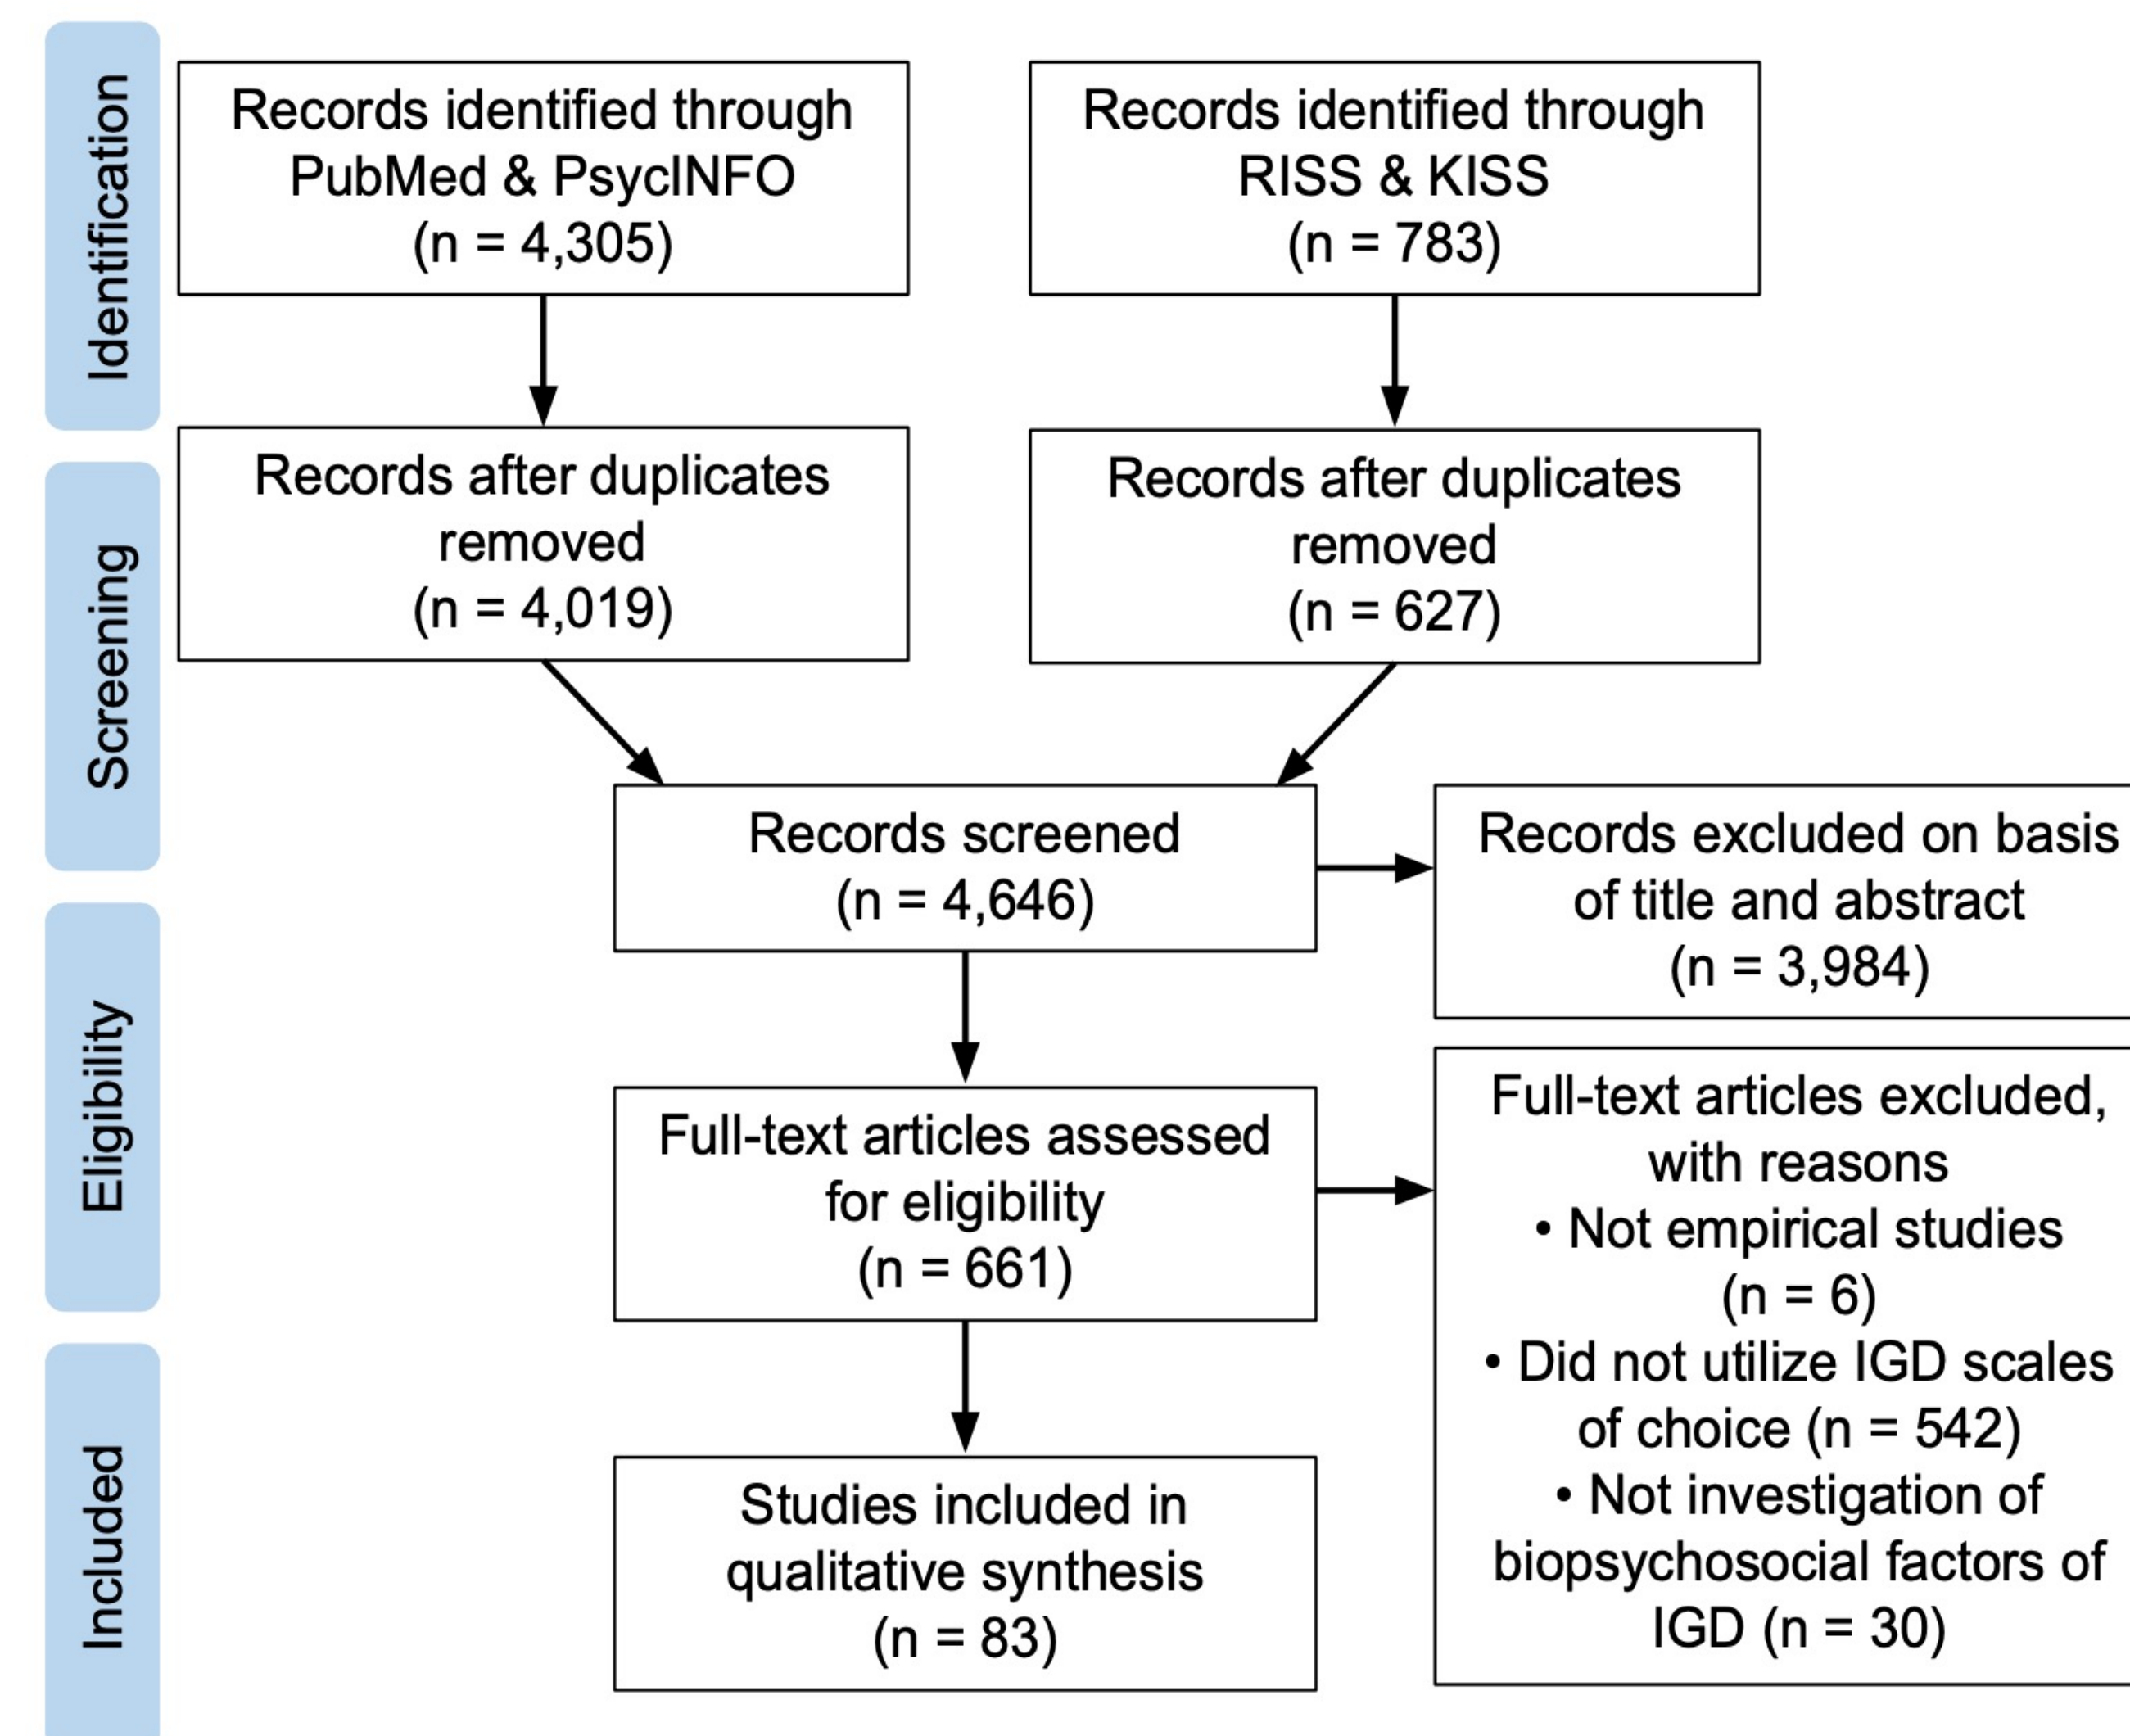 Identification
Records identified through
PubMed & PsycINFO
(n = 4,305)
Records identified through
RISS & KISS
(n = 783)
Screening
Records after duplicates
removed
(n = 4,019)
Records after duplicates
removed
(n = 627)
Records screened
(n = 4,646)
Records excluded on basis
of title and abstract
(n = 3,984)
Eligibility
Full-text articles assessed
for eligibility
(n = 661)
Full-text articles excluded,
with reasons
• Not empirical studies
(n = 6)
• Did not utilize IGD scales
of choice (n = 542)
• Not investigation of
biopsychosocial factors of
IGD (n = 30)
Included
Studies included in
qualitative synthesis
(n = 83)